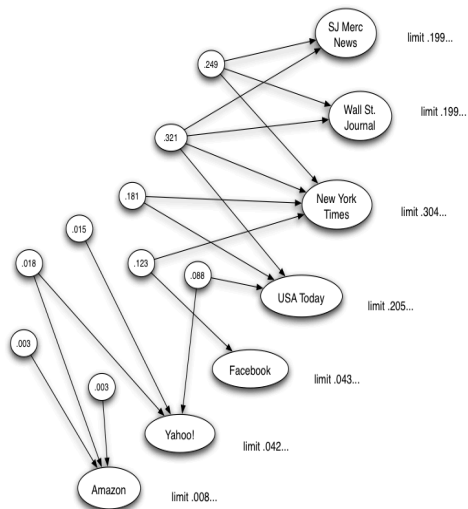 SJ Merc
News
limit .199...
.249
Wall St.
Journal
limit .199...
.321
.181
New York
Times
limit .304...
.015
.018
.123
.088
USA Today
limit .205...
.003
Facebook
limit .043...
.003
Yahoo!
limit .042...
Amazon
limit .008...